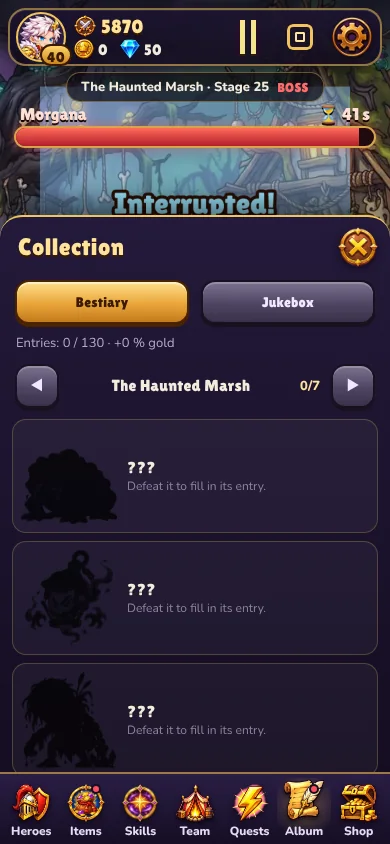 5870
40
0
50
The Haunted Marsh · Stage 25 BOSS
Morgana
41s
Interrupted!
Collection
Bestiary
Jukebox
Entries: 0 / 130 · +0 % gold
The Haunted Marsh
0/7
???
Defeat it to fill in its entry.
???
Defeat it to fill in its entry.
???
Defeat it to fill in its entry.
Heroes
Items
Skills
Team
Quests
Album
Shop